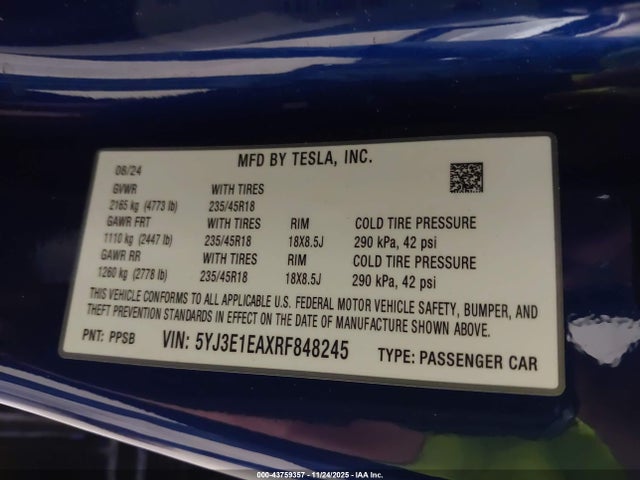 MFD BY TESLA, INC.
06/24
GVWR WITH TIRES
2165 kg (4773 lb) 235/45R18
GAWR FRT WITH TIRES RIM COLD TIRE PRESSURE
1110 kg (2447 lb) 235/45R18 18X8.5J 290 kPa, 42 psi
GAWR RR WITH TIRES RIM COLD TIRE PRESSURE
1260 kg (2778 lb) 235/45R18 18X8.5J 290 kPa, 42 psi
THIS VEHICLE CONFORMS TO ALL APPLICABLE U.S. FEDERAL MOTOR VEHICLE SAFETY, BUMPER, AND
THEFT PREVENTION STANDARDS IN EFFECT ON THE DATE OF MANUFACTURE SHOWN ABOVE.
PNT: PPSB VIN: 5YJ3E1EAXRF848245 TYPE: PASSENGER CAR
000-43759357 - 11/24/2025 - IAA Inc.